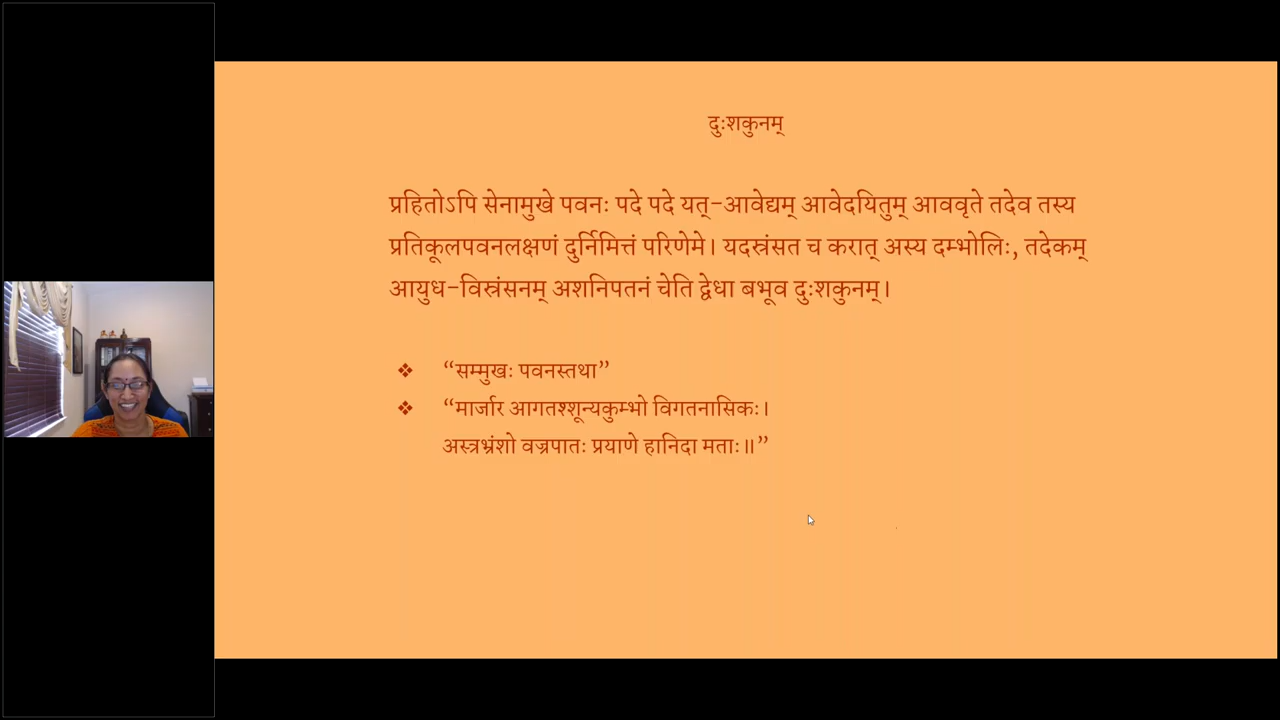 दुःशकुनम्
प्रहितोऽपि सेनामुखे पवनः पदे पदे यत्-आवेद्यम् आवेदयितुम् आववृते तदेव तस्य
प्रतिकूलपवनलक्षणं दुर्निमित्तं परिणेमे। यदस्रंसत च करात् अस्य दम्भोलिः, तदेकम्
आयुध-विस्रंसनम् अशनिपतनं चेति द्वेधा बभूव दुःशकुनम्।
❖ “सम्मुखः पवनस्तथा”
❖ “मार्जार आगतश्शून्यकुम्भो विगतनासिकः।
अस्त्रभ्रंशो वज्रपातः प्रयाणे हानिदा मताः॥”